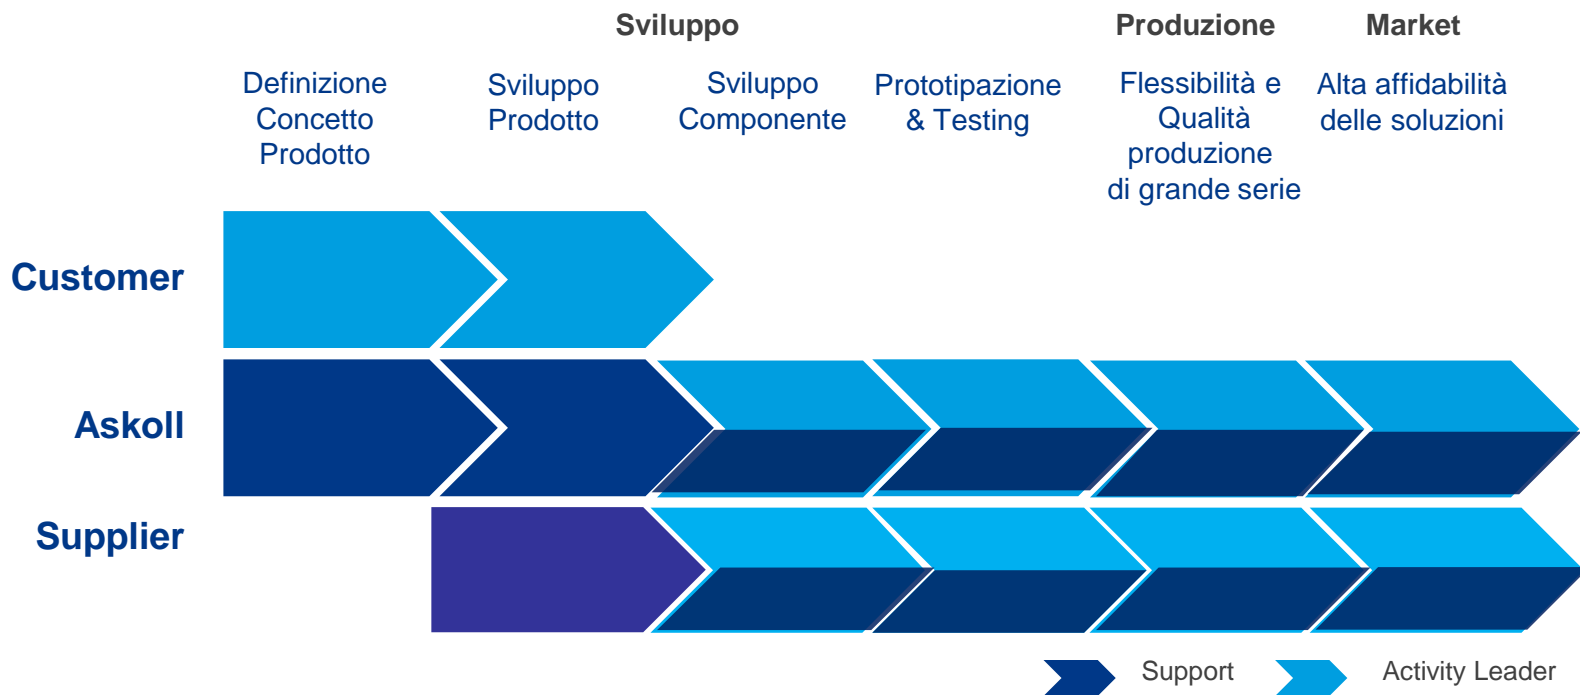 Sviluppo
Produzione
Market
Definizione
Concetto
Prodotto
Sviluppo
Prodotto
Sviluppo
Componente
Prototipazione
& Testing
Flessibilità e
Qualità
produzione
di grande serie
Alta affidabilità
delle soluzioni
Customer
Askoll
Supplier
Support
Activity Leader